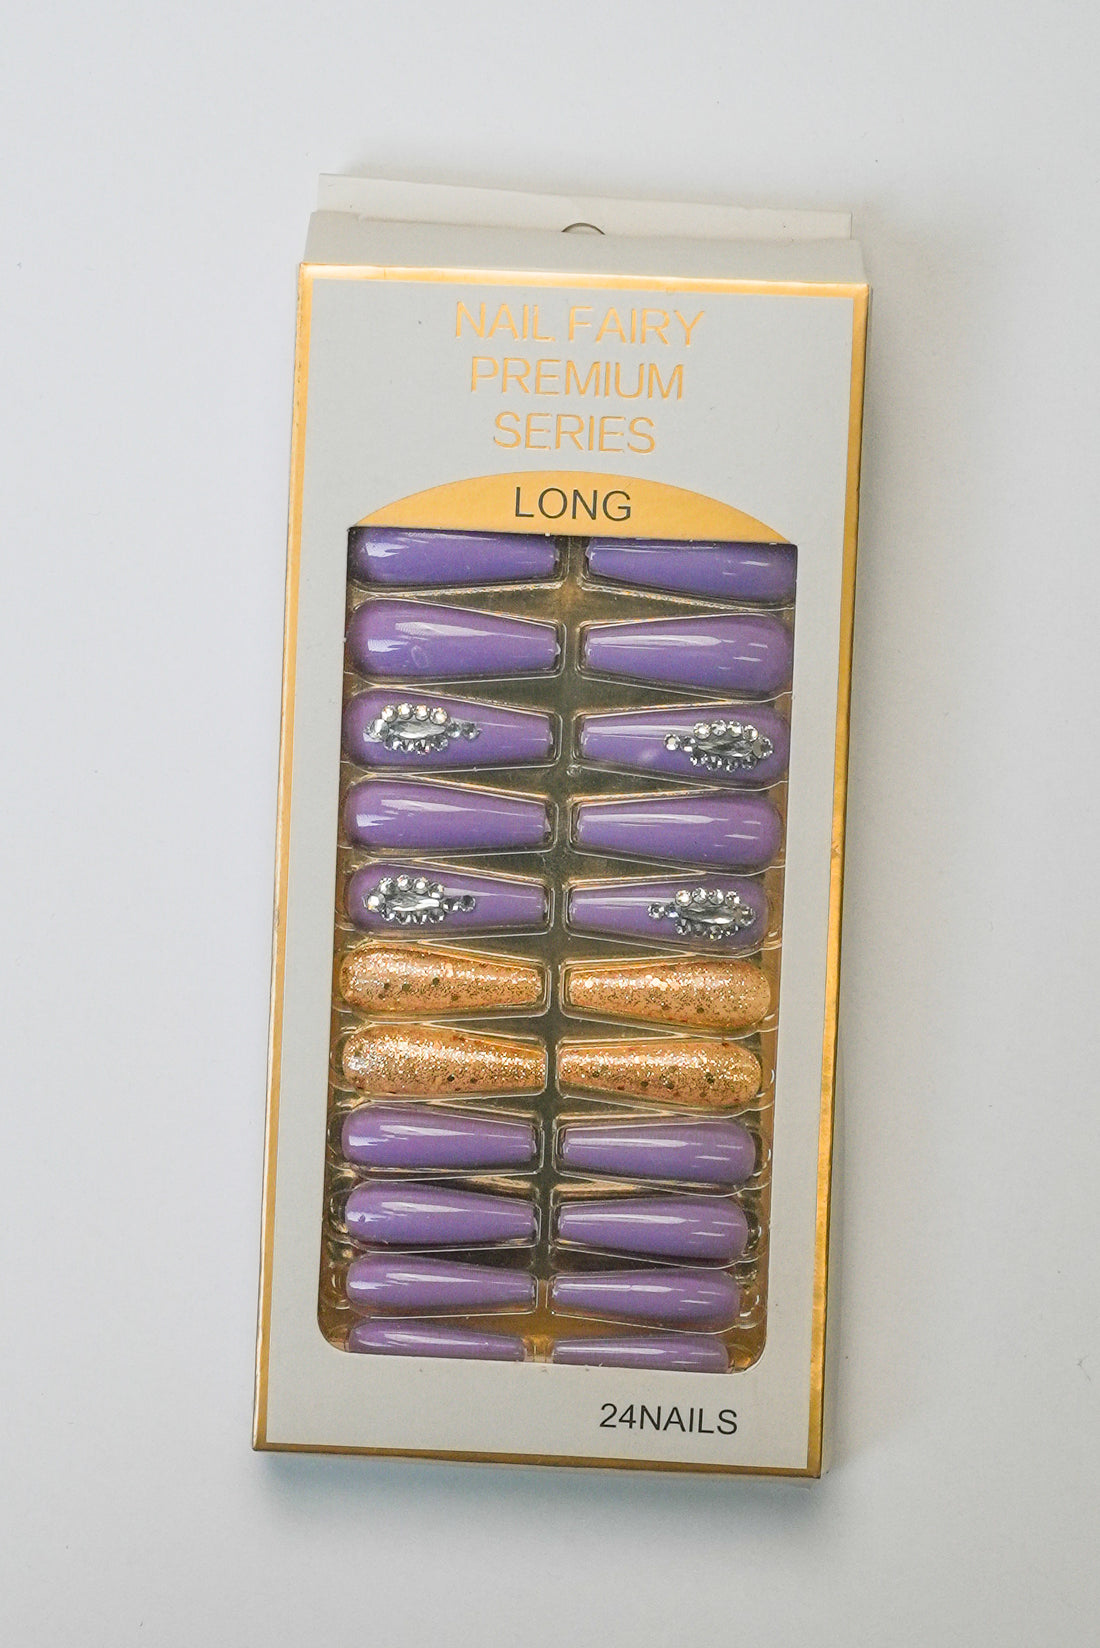 NAIL FAIRY
PREMIUM
SERIES
LONG
24NAILS